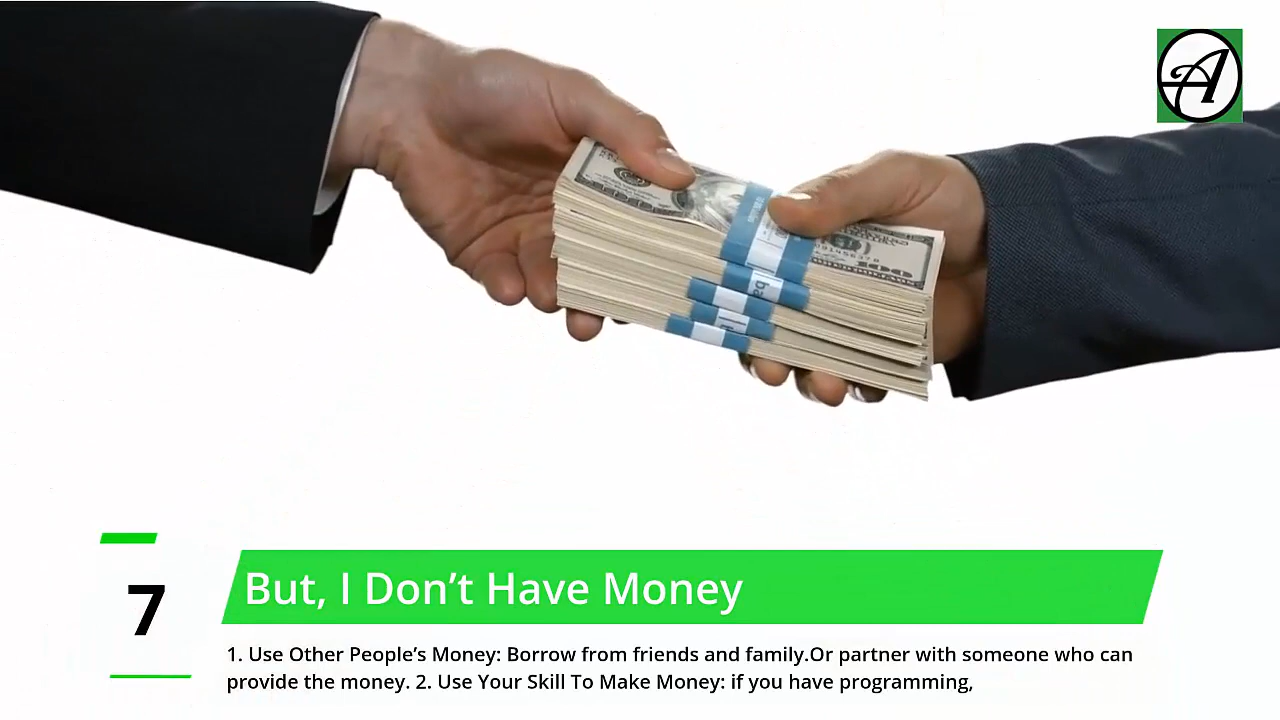 A
7
But, I Don’t Have Money
1. Use Other People’s Money: Borrow from friends and family.Or partner with someone who can
provide the money. 2. Use Your Skill To Make Money: if you have programming,
100